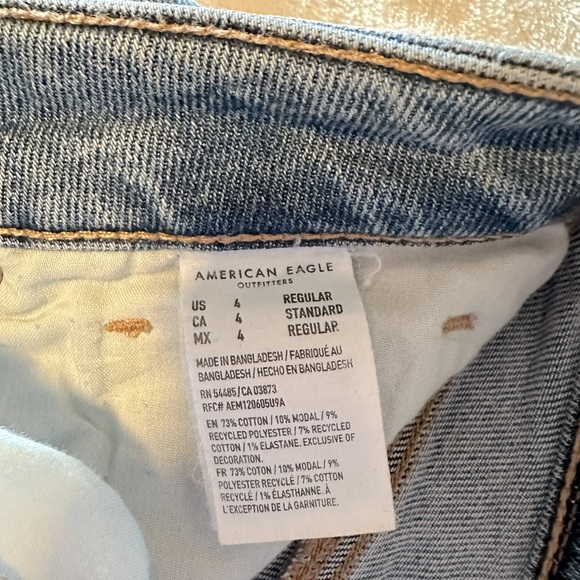 AMERICAN EAGLE
OUTFITTERS
US 4 REGULAR
CA 4 STANDARD
MX 4 REGULAR.
MADE IN BANGLADESH / FABRIQUÉ AU
BANGLADESH / HECHO EN BANGLADESH
RN 54485 / CA 03873
RFC# AEM120605U9A
EN 73% COTTON / 10% MODAL / 9%
RECYCLED POLYESTER / 7% RECYCLED
COTTON / 1% ELASTANE. EXCLUSIVE OF
DECORATION.
FR 73% COTON / 10% MODAL / 9%
POLYESTER RECYCLÉ / 7% COTTON
RECYCLÉ / 1% ÉLASTHANNE. À
L'EXCEPTION DE LA GARNITURE.